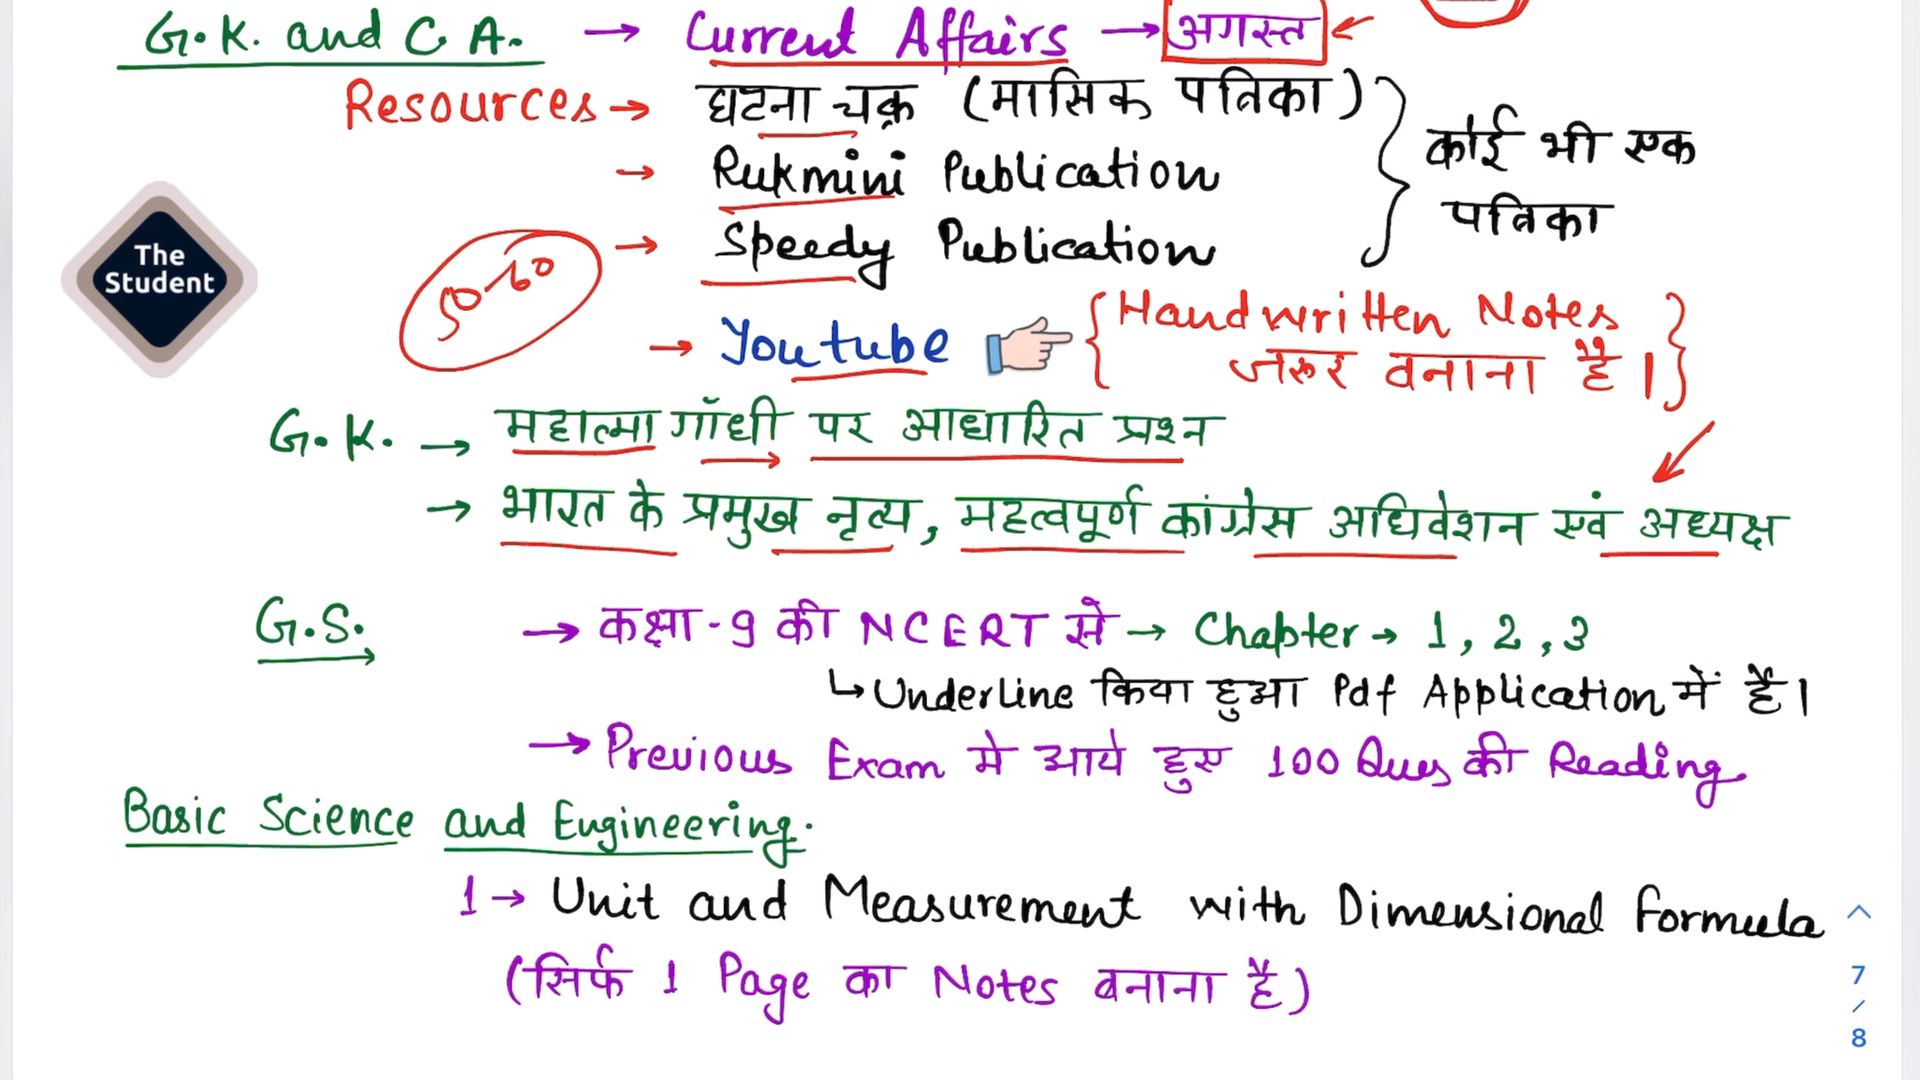 G.K. and C.A. → Current Affairs → अगस्त ←
Resources → घटना चक्र (मासिक पत्रिका)
→ Rukmini Publication
→ Speedy Publication
कोई भी एक
पत्रिका
The
Student
50-60
→ Youtube {Handwritten Notes
जरूर बनाना है।}
G.K. → महात्मा गाँधी पर आधारित प्रश्न
→ भारत के प्रमुख नृत्य, महत्वपूर्ण कांग्रेस अधिवेशन एवं अध्यक्ष
G.S. → कक्षा-9 की NCERT से → Chapter → 1, 2, 3
↳ Underline किया हुआ Pdf Application में है।
→ Previous Exam मे आये हुए 100 Ques की Reading
Basic Science and Engineering.
1 → Unit and Measurement with Dimensional formula
(सिर्फ 1 Page का Notes बनाना है)
7
/
8